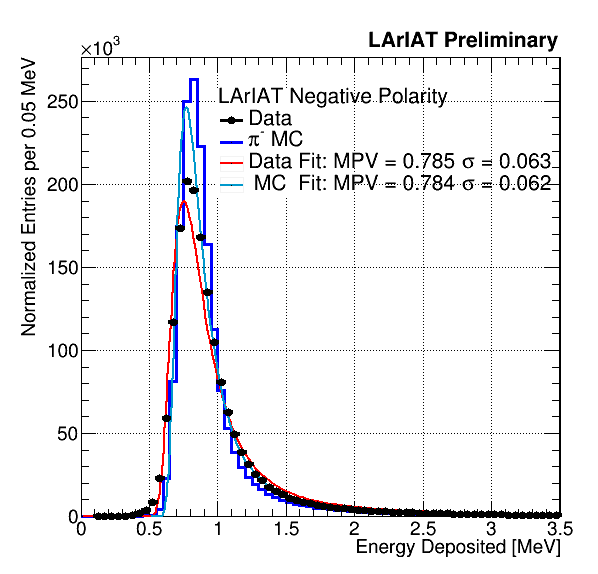 LArIAT Preliminary
×10³
Normalized Entries per 0.05 MeV
250
200
150
100
50
0
LArIAT Negative Polarity
Data
π⁻ MC
Data Fit: MPV = 0.785 σ = 0.063
MC Fit: MPV = 0.784 σ = 0.062
0 0.5 1 1.5 2 2.5 3 3.5
Energy Deposited [MeV]